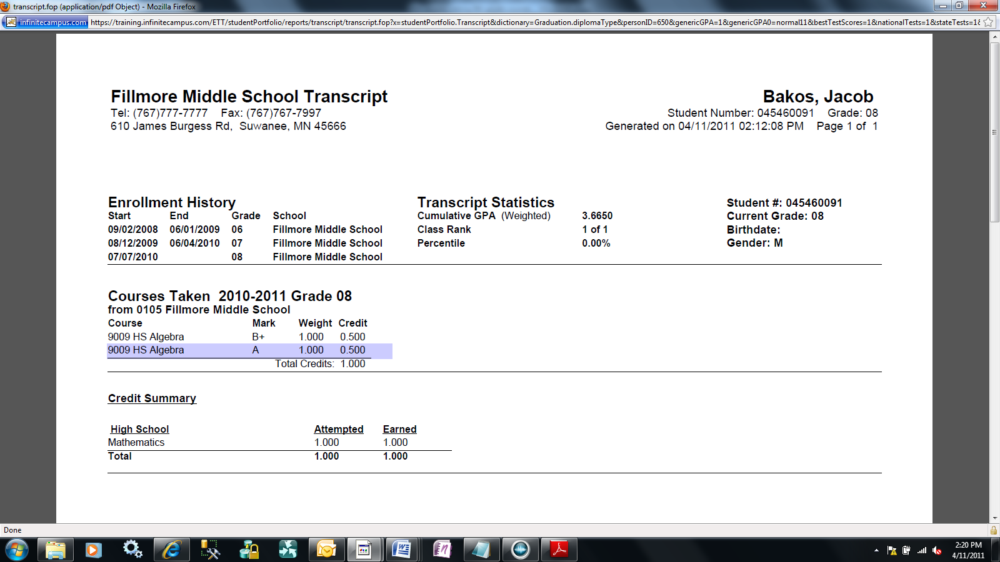 transcript.fop (application/pdf Object) - Mozilla Firefox
infinitecampus.com https://training.infinitecampus.com/ETT/studentPortfolio/reports/transcript/transcript.fop?x=studentPortfolio.Transcript&dictionary=Graduation.diplomaType&personID=650&genericGPA=1&genericGPA0=normal11&bestTestScores=1&nationalTests=1&stateTests=1&
Fillmore Middle School Transcript Bakos, Jacob
Tel: (767)777-7777 Fax: (767)767-7997 Student Number: 045460091 Grade: 08
610 James Burgess Rd, Suwanee, MN 45666 Generated on 04/11/2011 02:12:08 PM Page 1 of 1
Enrollment History Transcript Statistics Student #: 045460091
Start End Grade School Cumulative GPA (Weighted) 3.6650 Current Grade: 08
09/02/2008 06/01/2009 06 Fillmore Middle School Class Rank 1 of 1 Birthdate:
08/12/2009 06/04/2010 07 Fillmore Middle School Percentile 0.00% Gender: M
07/07/2010 08 Fillmore Middle School
Courses Taken 2010-2011 Grade 08
from 0105 Fillmore Middle School
Course Mark Weight Credit
9009 HS Algebra B+ 1.000 0.500
9009 HS Algebra A 1.000 0.500
Total Credits: 1.000
Credit Summary
High School Attempted Earned
Mathematics 1.000 1.000
Total 1.000 1.000
Done
2:20 PM
4/11/2011